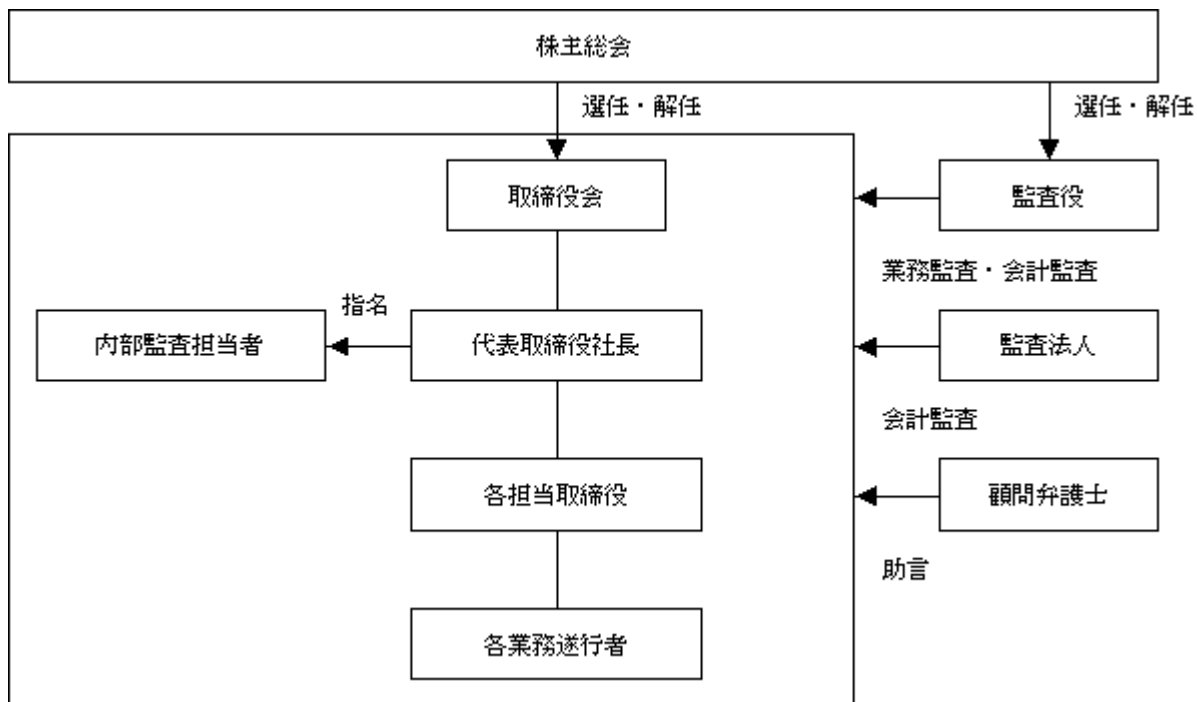 株主総会
選任・解任
選任・解任
取締役会
監査役
業務監査・会計監査
指名
内部監査担当者
代表取締役社長
監査法人
会計監査
各担当取締役
顧問弁護士
助言
各業務遂行者